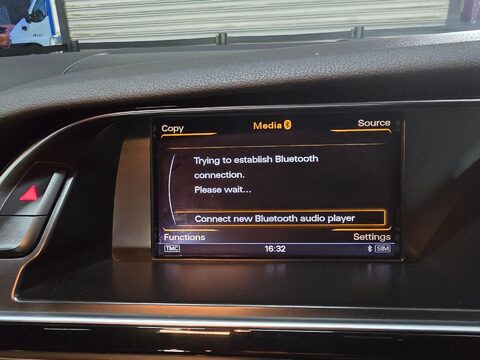 Copy
Media
Source
Trying to establish Bluetooth
connection.
Please wait...
Connect new Bluetooth audio player
Functions
Settings
TMC
16:32
SIM